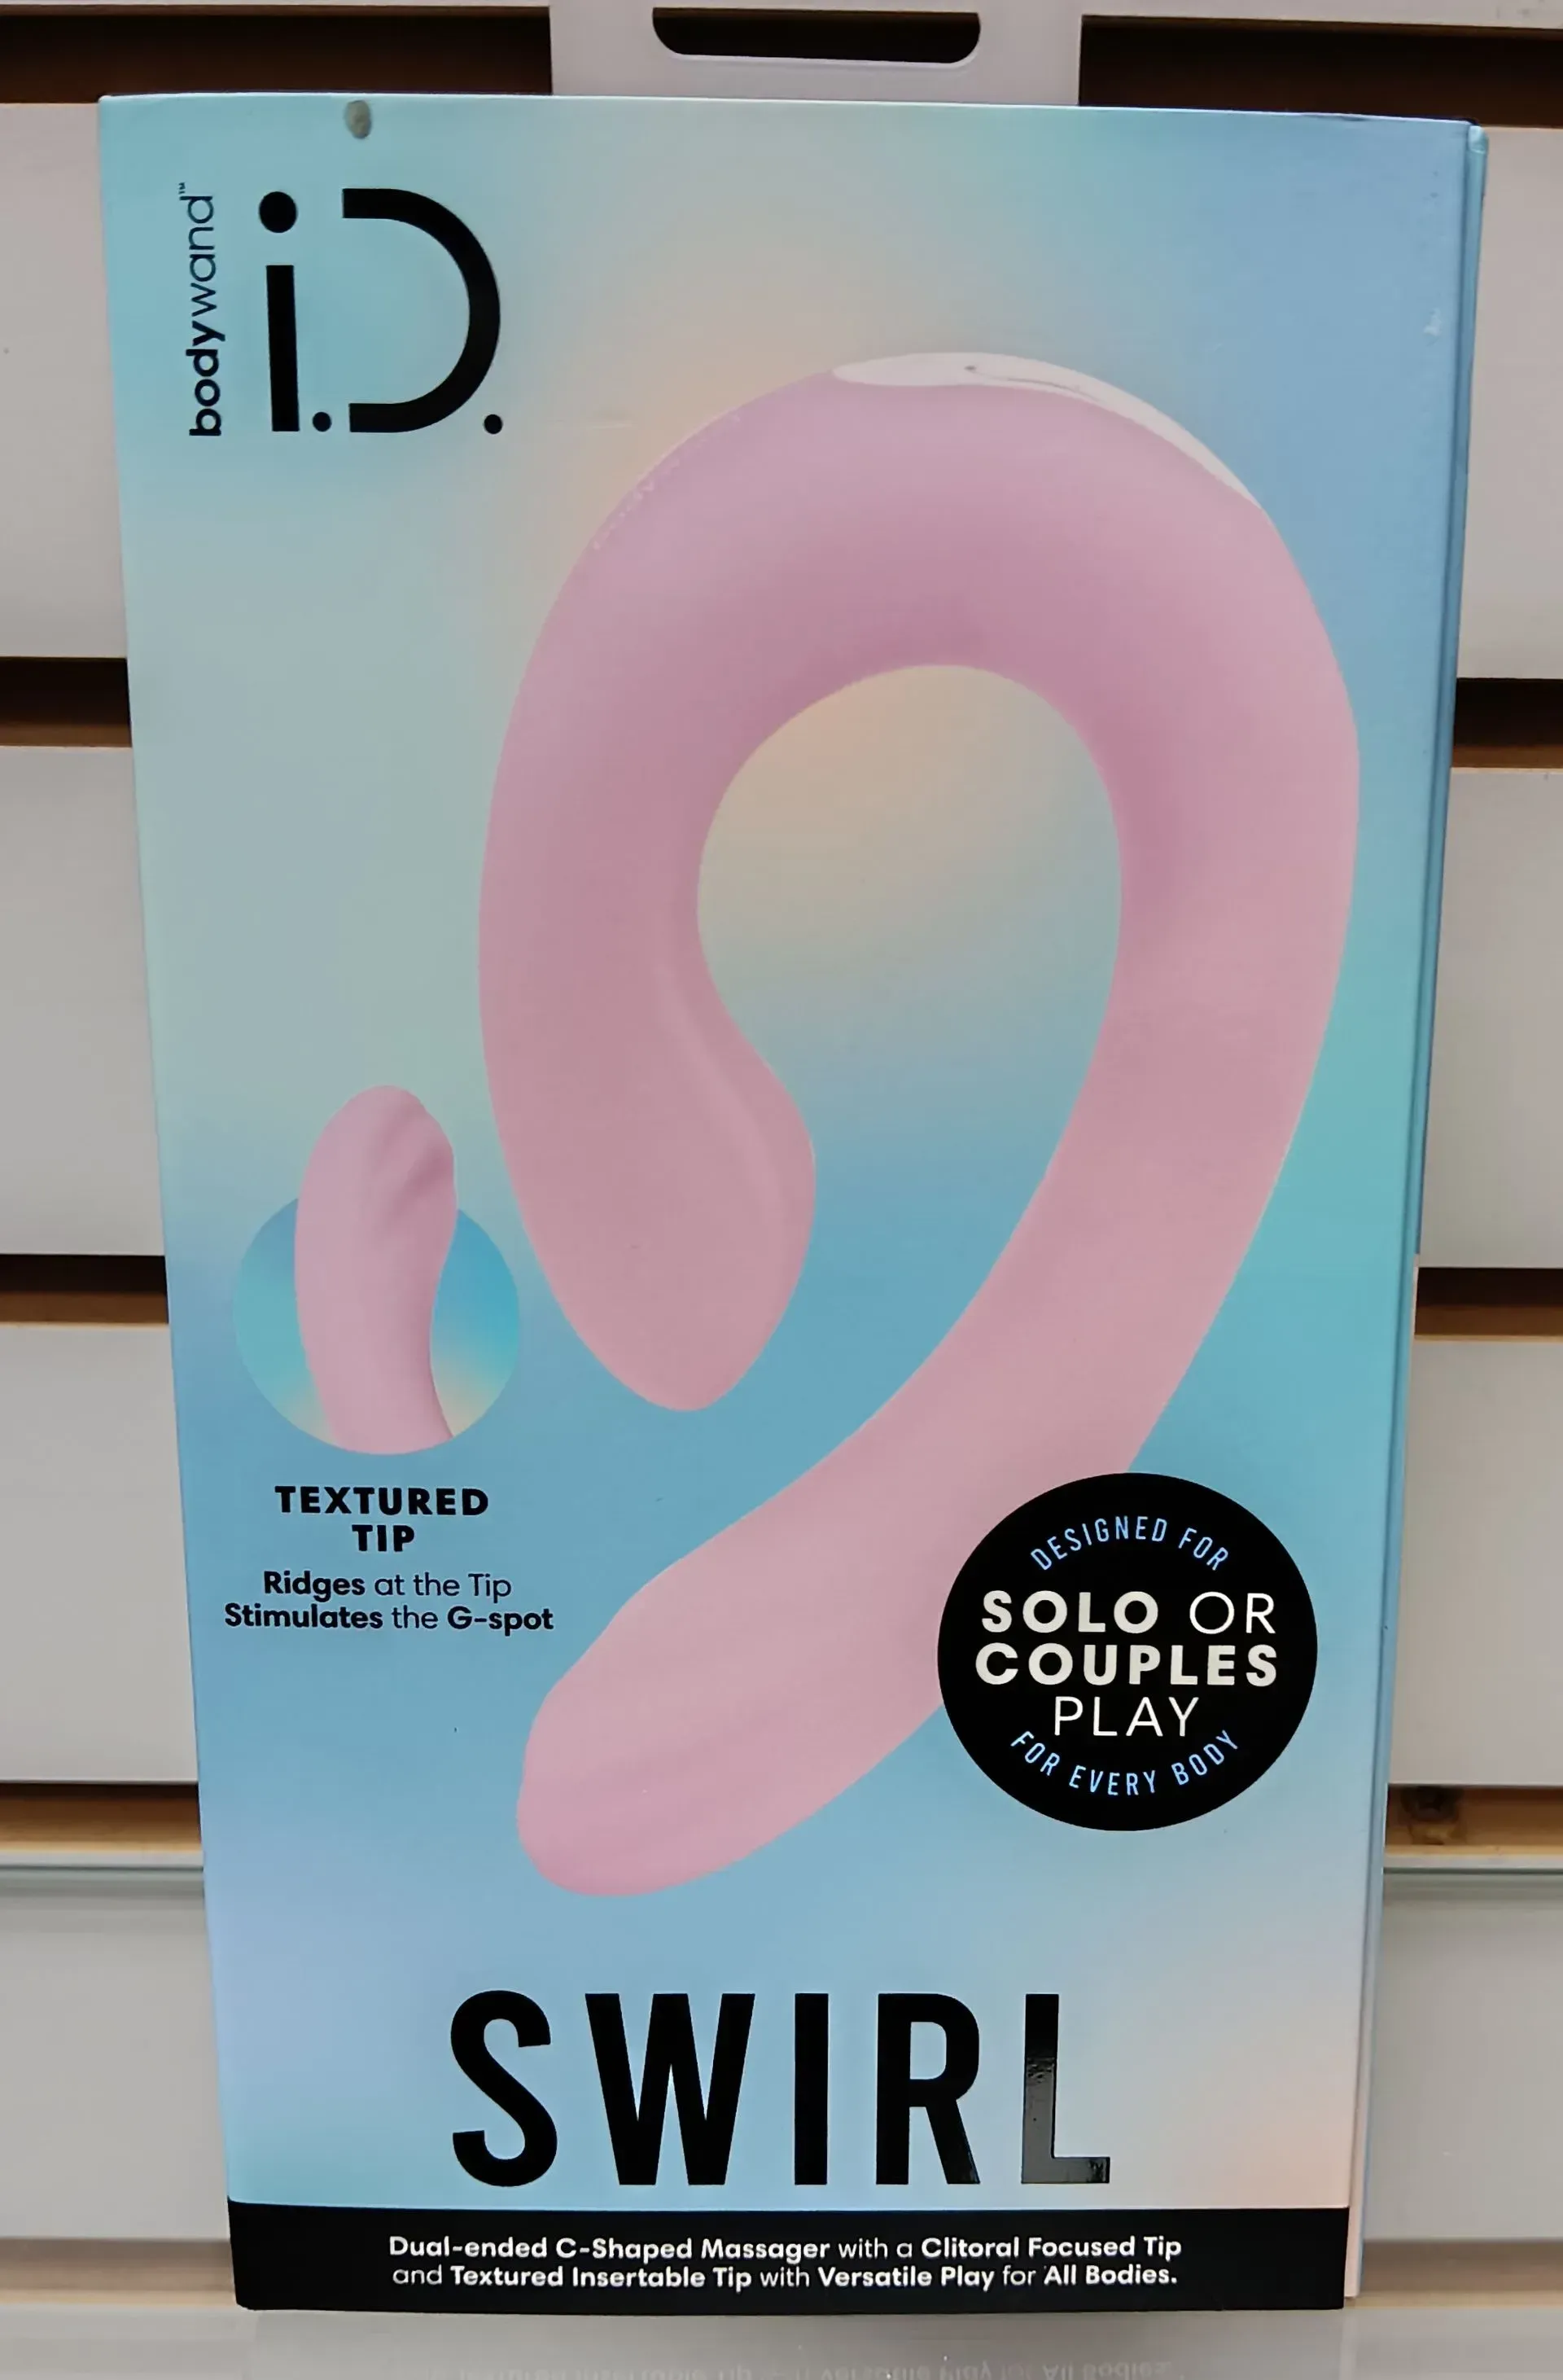 bodywand™
i.D.
TEXTURED
TIP
Ridges at the Tip
Stimulates the G-spot
DESIGNED FOR
SOLO OR
COUPLES
PLAY
FOR EVERY BODY
SWIRL
Dual-ended C-Shaped Massager with a Clitoral Focused Tip
and Textured Insertable Tip with Versatile Play for All Bodies.